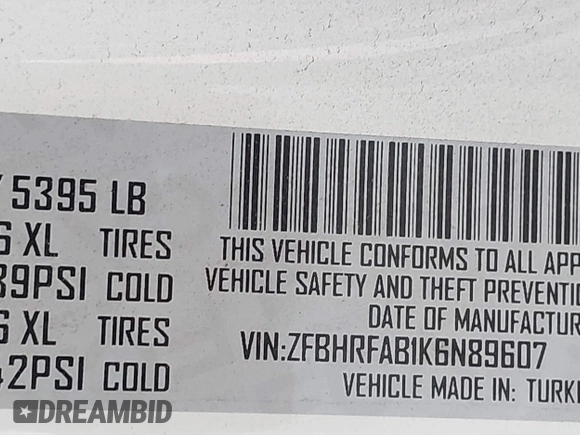 5395 LB
XL TIRES
39PSI COLD
XL TIRES
2PSI COLD
THIS VEHICLE CONFORMS TO ALL
VEHICLE SAFETY AND THEFT
DATE OF
VIN:ZFBHRFAB1K6N89607
VEHICLE MADE IN:
DREAMBID